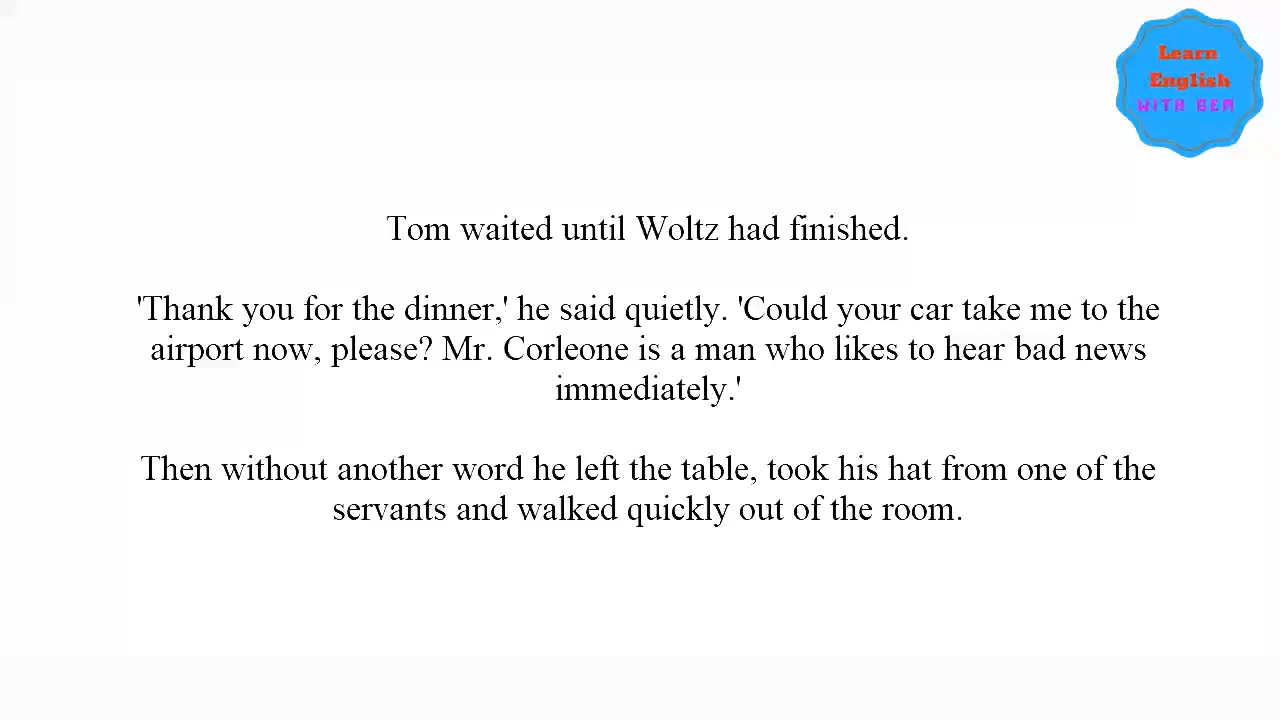 Learn
English
WITH BEN
Tom waited until Woltz had finished.
'Thank you for the dinner,' he said quietly. 'Could your car take me to the
airport now, please? Mr. Corleone is a man who likes to hear bad news
immediately.'
Then without another word he left the table, took his hat from one of the
servants and walked quickly out of the room.